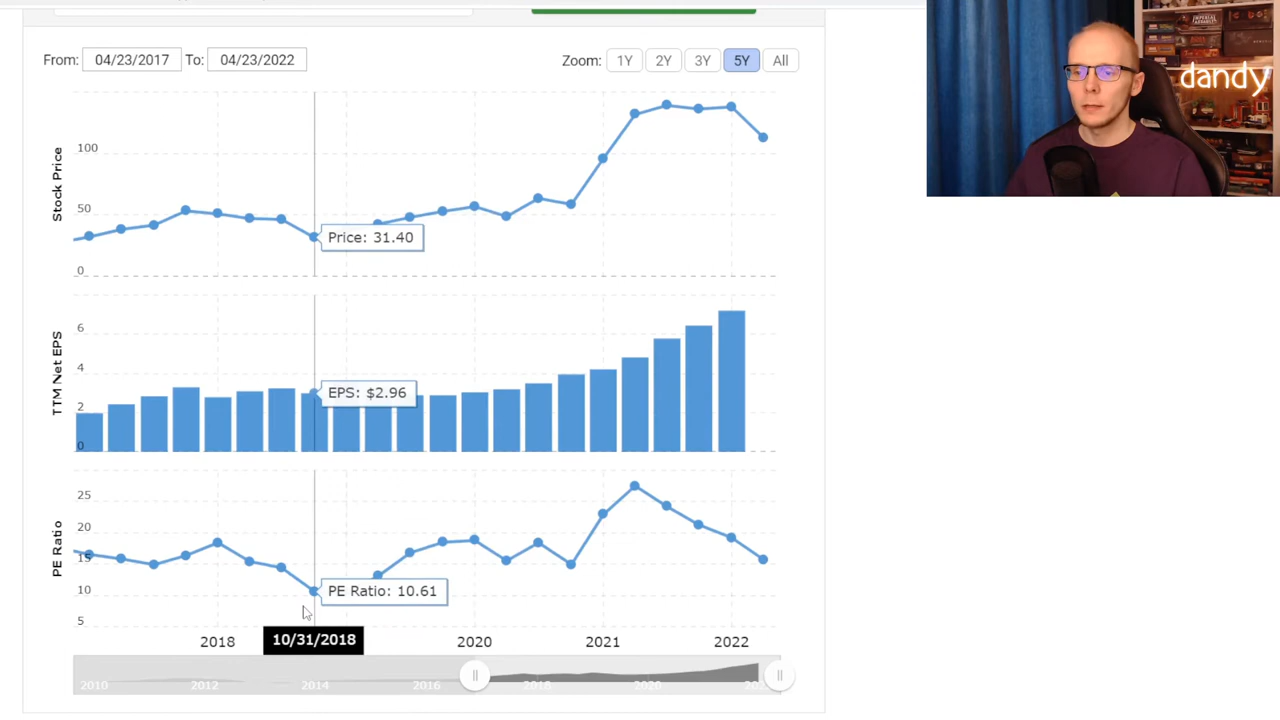 From: 04/23/2017 To: 04/23/2022
Zoom: 1Y 2Y 3Y 5Y All
dandy
Stock Price
100
50
0
Price: 31.40
TTM Net EPS
6
4
2
0
EPS: $2.96
PE Ratio
25
20
15
10
5
PE Ratio: 10.61
2018 10/31/2018 2020 2021 2022
2010 2012 2014 2016 2018 2020